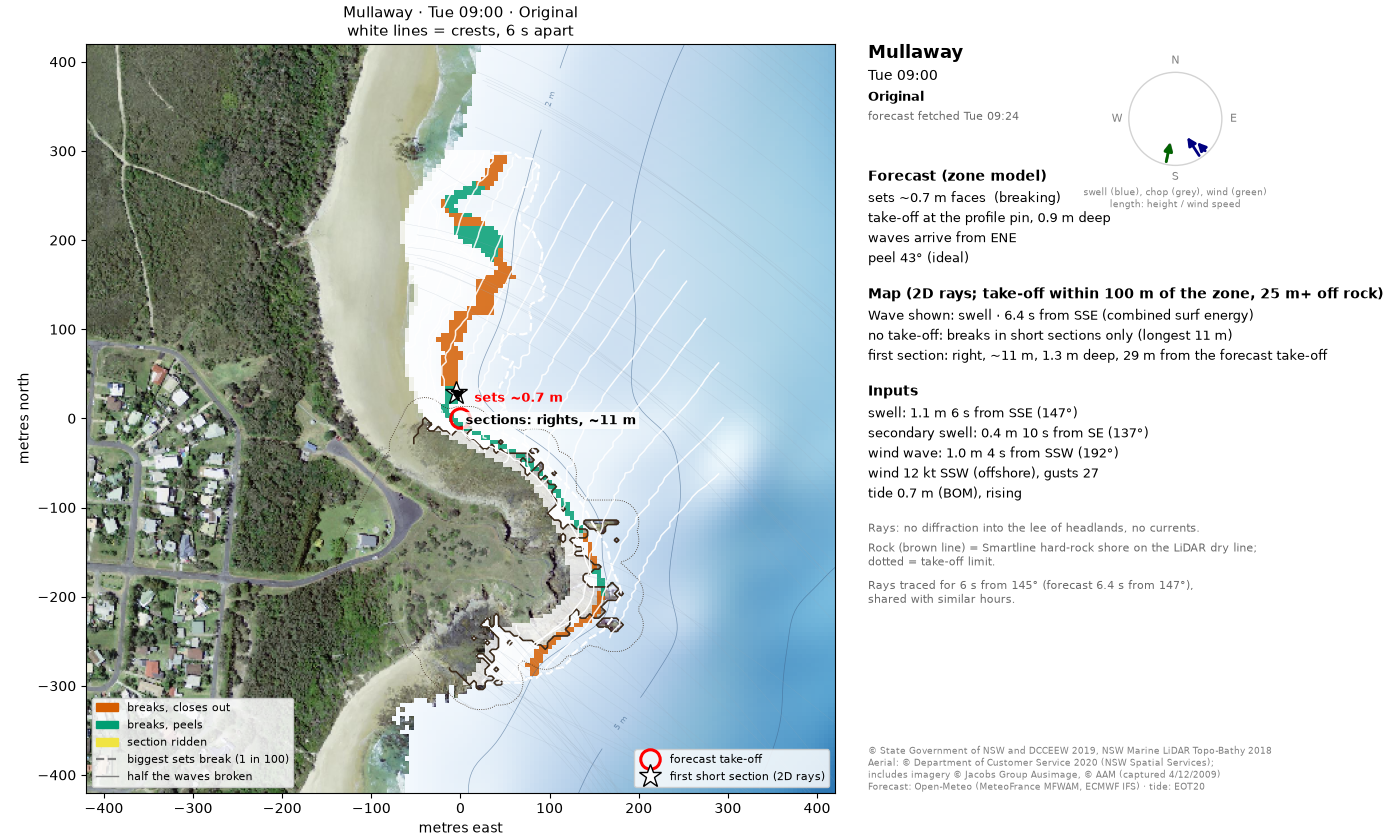 Mullaway · Tue 09:00 · Original
white lines = crests, 6 s apart
400
300
200
100
0
−100
−200
−300
−400
metres north
−400
−300
−200
−100
0
100
200
300
400
metres east
2 m
5 m
sets ~0.7 m
sections: rights, ~11 m
breaks, closes out
breaks, peels
section ridden
biggest sets break (1 in 100)
half the waves broken
forecast take-off
first short section (2D rays)
Mullaway
Tue 09:00
Original
forecast fetched Tue 09:24
N
W
E
S
swell (blue), chop (grey), wind (green)
length: height / wind speed
Forecast (zone model)
sets ~0.7 m faces (breaking)
take-off at the profile pin, 0.9 m deep
waves arrive from ENE
peel 43° (ideal)
Map (2D rays; take-off within 100 m of the zone, 25 m+ off rock)
Wave shown: swell · 6.4 s from SSE (combined surf energy)
no take-off: breaks in short sections only (longest 11 m)
first section: right, ~11 m, 1.3 m deep, 29 m from the forecast take-off
Inputs
swell: 1.1 m 6 s from SSE (147°)
secondary swell: 0.4 m 10 s from SE (137°)
wind wave: 1.0 m 4 s from SSW (192°)
wind 12 kt SSW (offshore), gusts 27
tide 0.7 m (BOM), rising
Rays: no diffraction into the lee of headlands, no currents.
Rock (brown line) = Smartline hard-rock shore on the LiDAR dry line;
dotted = take-off limit.
Rays traced for 6 s from 145° (forecast 6.4 s from 147°),
shared with similar hours.
© State Government of NSW and DCCEEW 2019, NSW Marine LiDAR Topo-Bathy 2018
Aerial: © Department of Customer Service 2020 (NSW Spatial Services);
includes imagery © Jacobs Group Ausimage, © AAM (captured 4/12/2009)
Forecast: Open-Meteo (MeteoFrance MFWAM, ECMWF IFS) · tide: EOT20